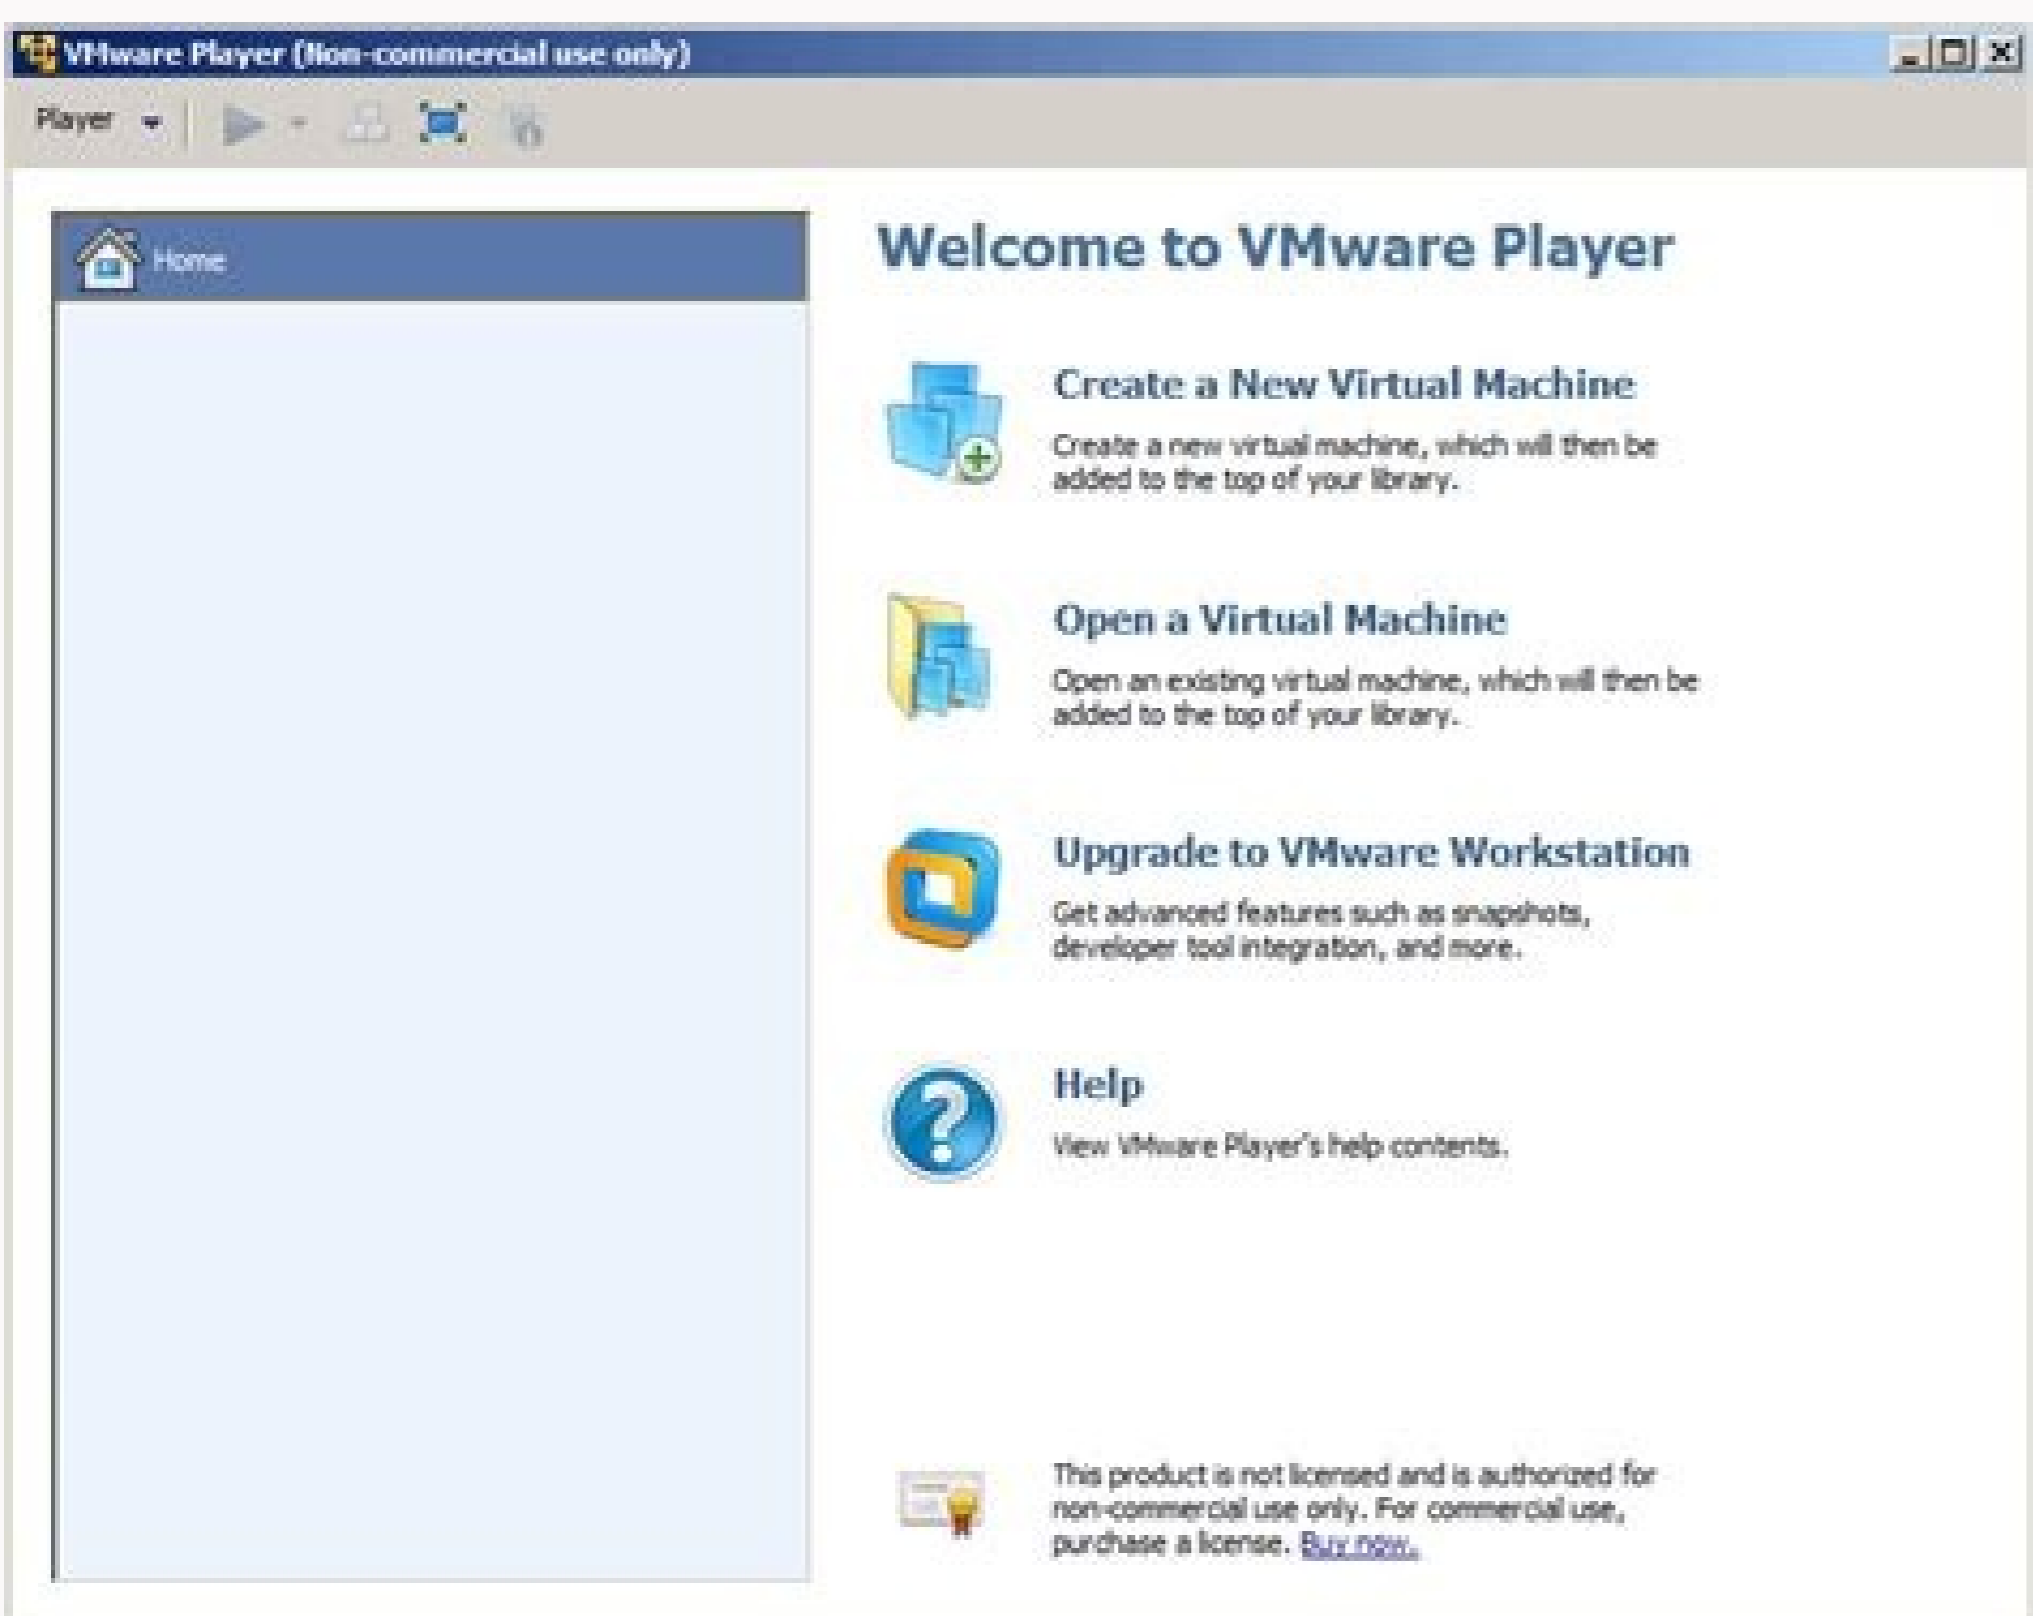 VMware Player (Non-commercial use only)
Player
Home
Welcome to VMware Player
Create a New Virtual Machine
Create a new virtual machine, which will then be
added to the top of your library.
Open a Virtual Machine
Open an existing virtual machine, which will then be
added to the top of your library.
Upgrade to VMware Workstation
Get advanced features such as snapshots,
developer tool integration, and more.
Help
View VMware Player's help contents.
This product is not licensed and is authorized for
non-commercial use only. For commercial use,
purchase a license. Buy now.